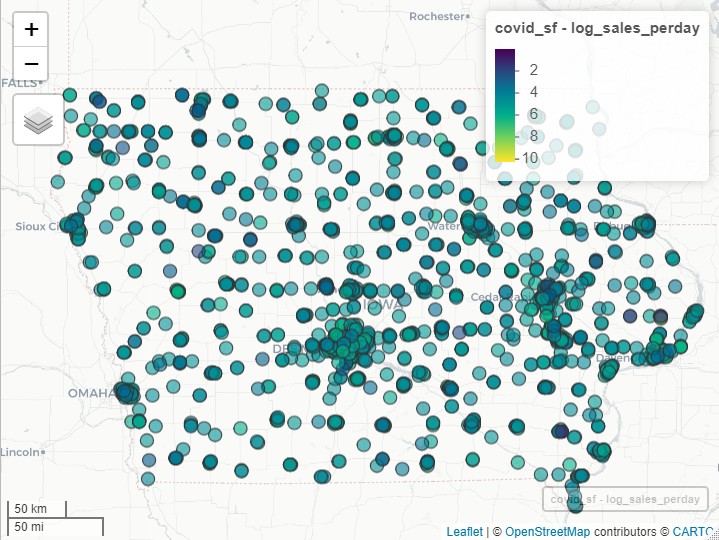 Rochester
+
−
FALLS
covid_sf - log_sales_perday
2
4
6
8
10
Sioux Ci
Water
Cedar
IOWA
DE
Daven
OMAHA
Lincoln
covid_sf - log_sales_perday
50 km
50 mi
Leaflet | © OpenStreetMap contributors © CARTO